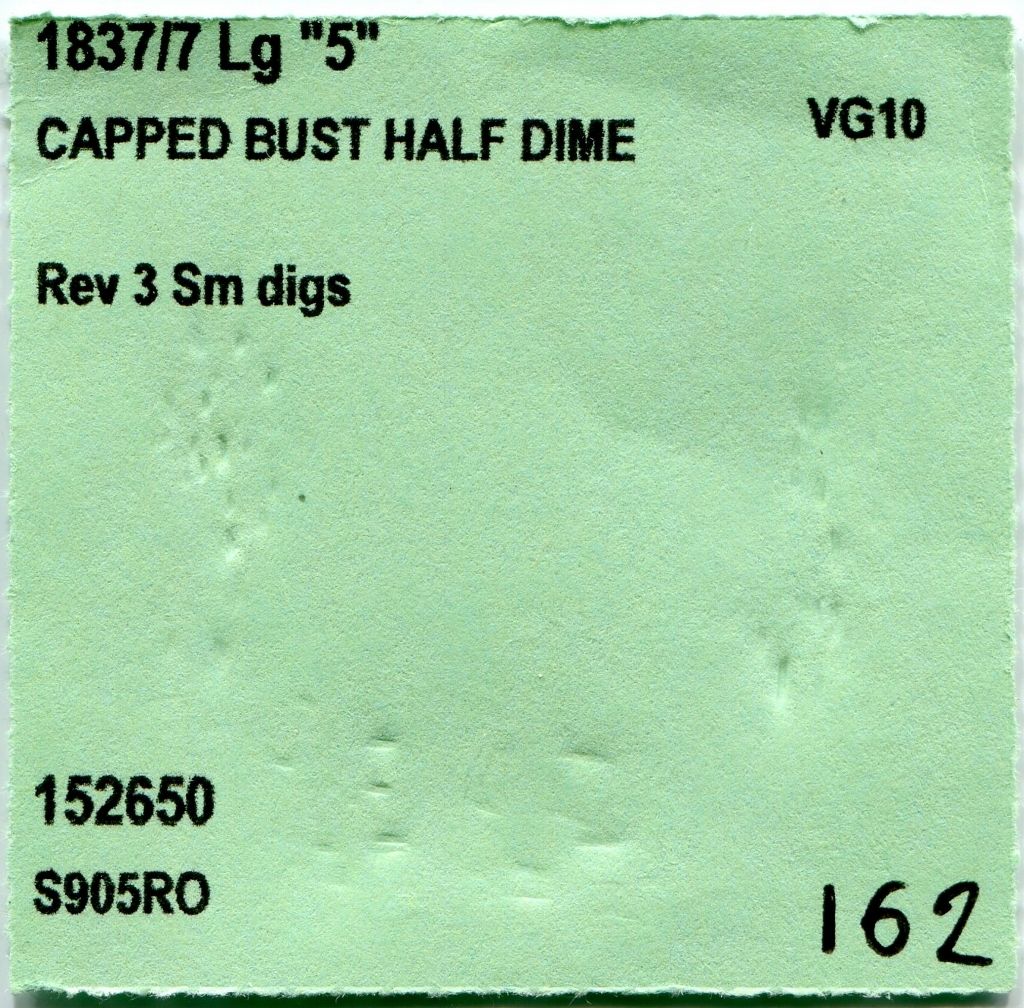 1837/7 Lg "5"
CAPPED BUST HALF DIME
VG10
Rev 3 Sm digs
152650
S905RO
162